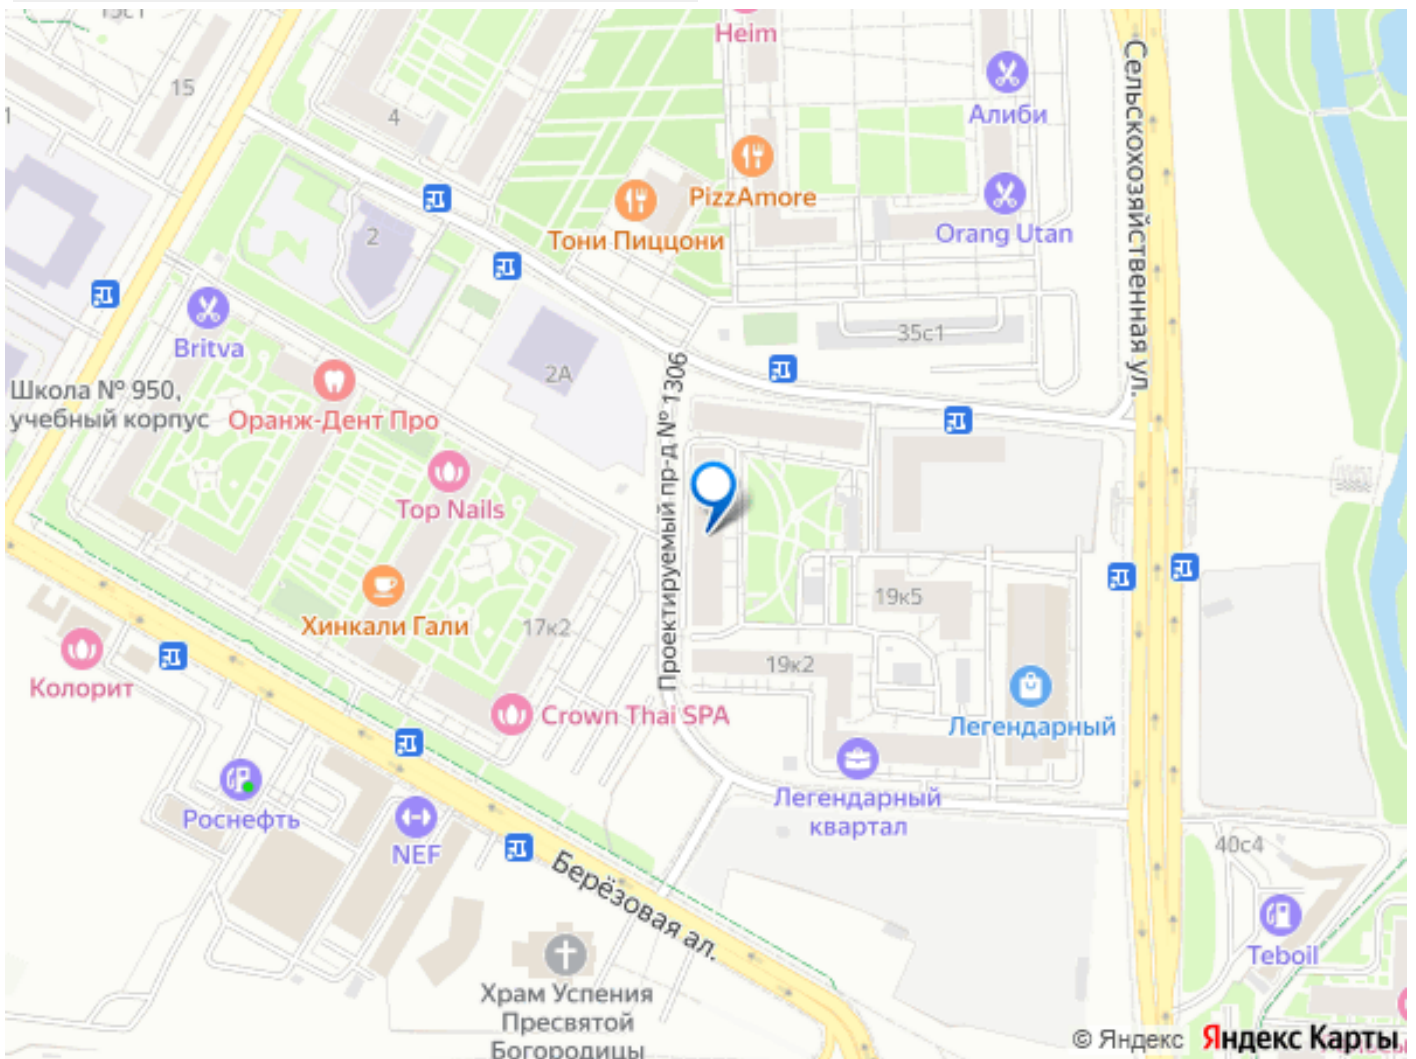 15с1
Heim
15
4
Алиби
Сельскохозяйственная ул.
PizzAmore
Тони Пиццони
Orang Utan
2
1
Britva
35с1
2А
Школа № 950,
учебный корпус
Оранж-Дент Про
Проектируемый пр-д № 1306
Top Nails
Хинкали Гали
17к2
19к5
19к2
Колорит
Crown Thai SPA
Легендарный
Роснефть
NEF
Легендарный
квартал
40с4
Берёзовая ал.
Teboil
Храм Успения
Пресвятой
Богородицы
© Яндекс Яндекс Карты